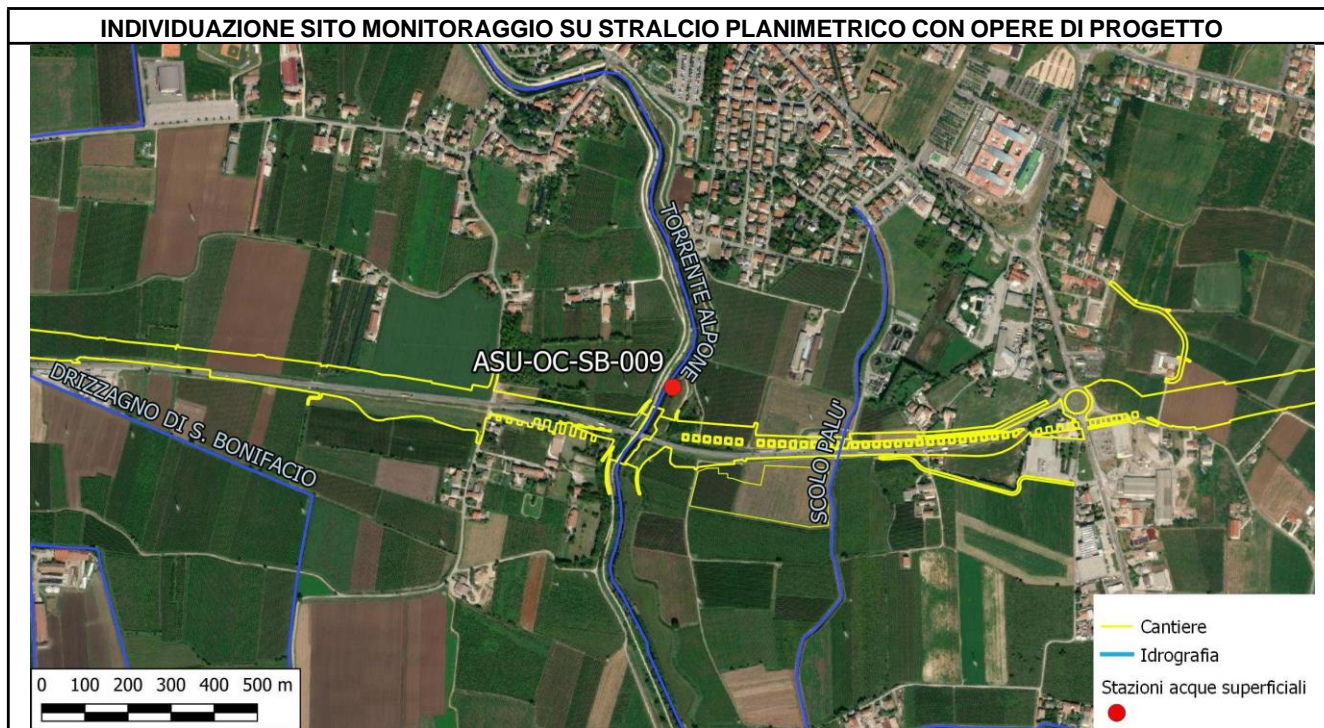 INDIVIDUAZIONE SITO MONITORAGGIO SU STRALCIO PLANIMETRICO CON OPERE DI PROGETTO
TORRENTE ALPONE
ASU-OC-SB-009
DRIZZAGNO DI S. BONIFACIO
SCOLO PALU'
Cantiere
Idrografia
Stazioni acque superficiali
0 100 200 300 400 500 m